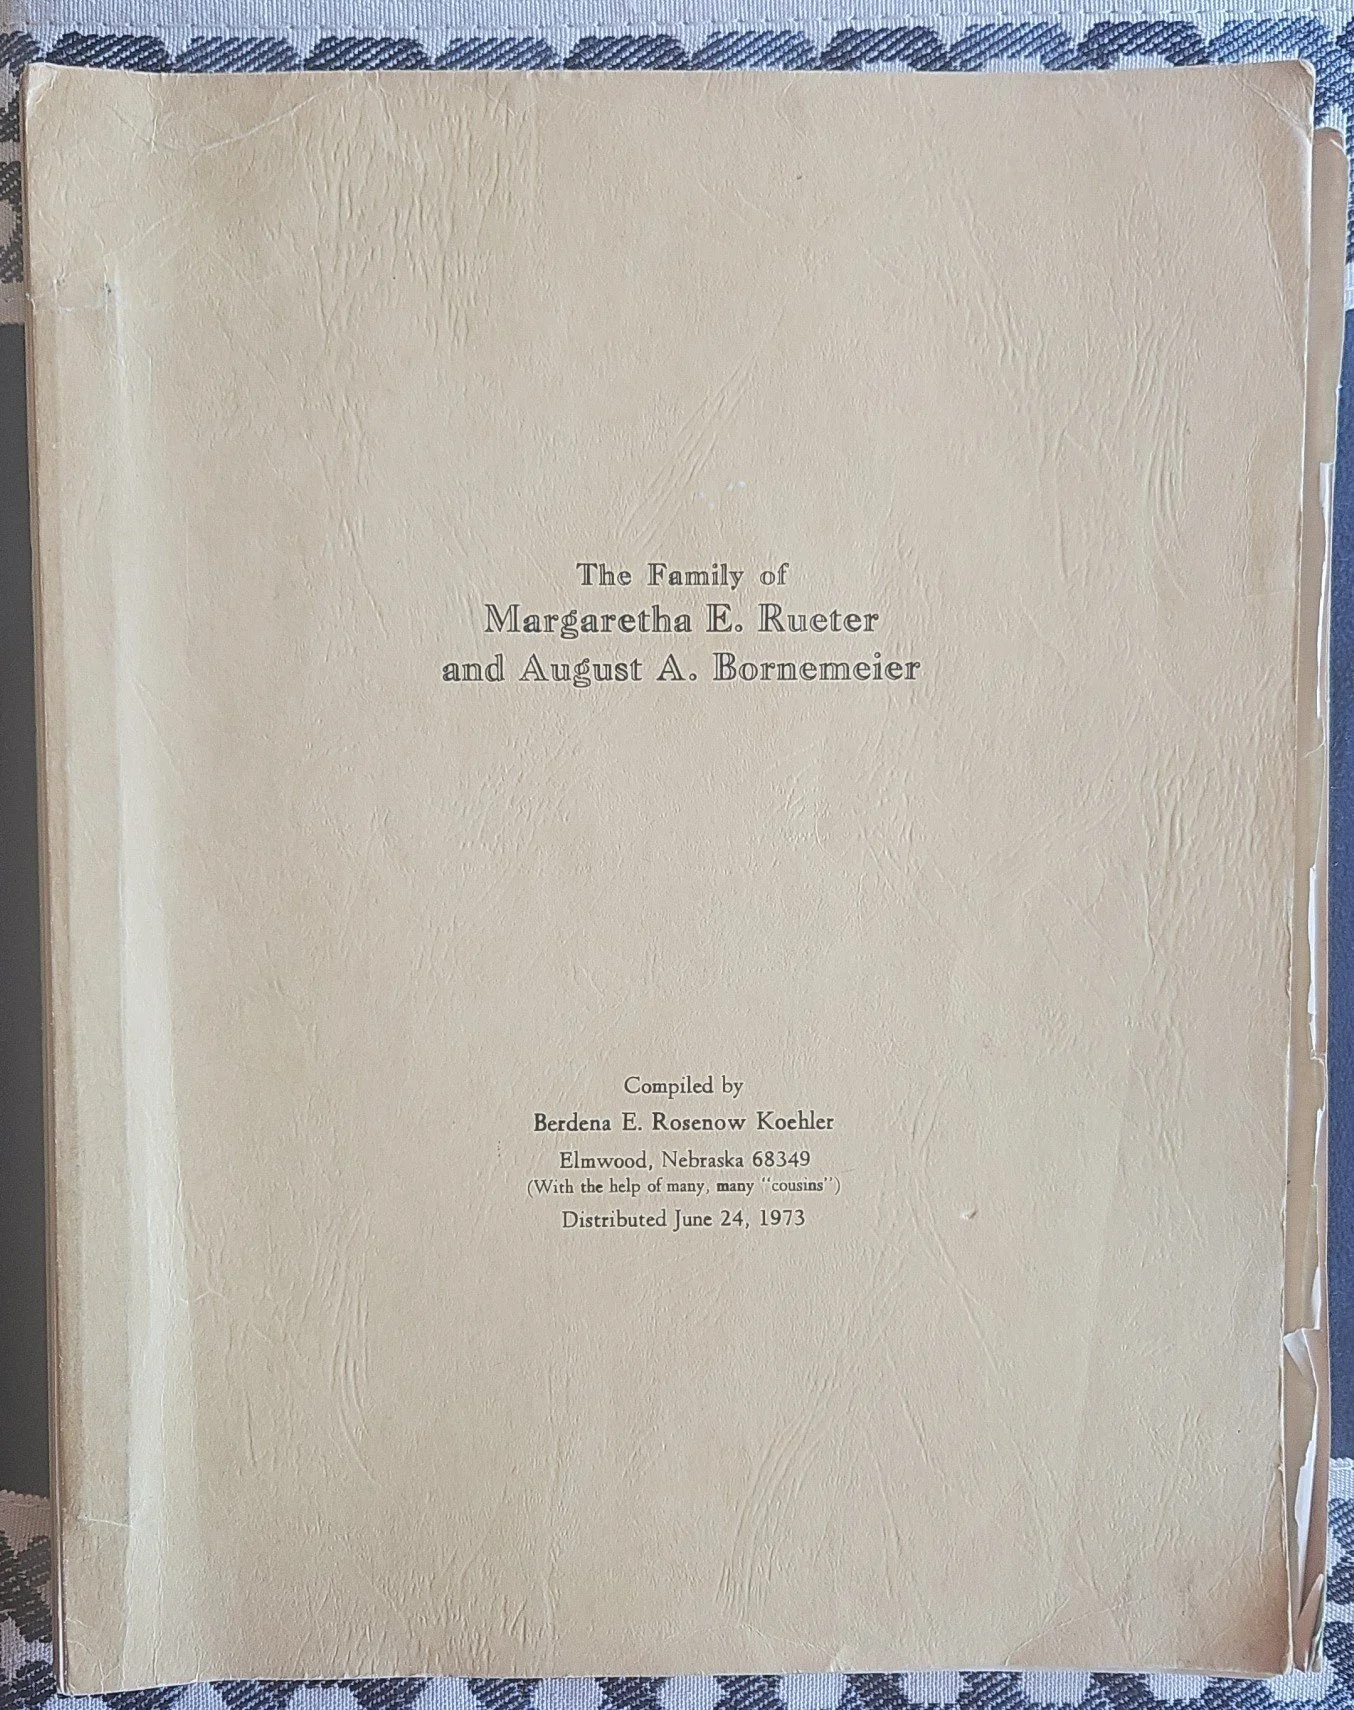 The Family of
Margaretha E. Rueter
and August A. Bornemeier
Compiled by
Berdena E. Rosenow Koehler
Elmwood, Nebraska 68349
(With the help of many, many “cousins”)
Distributed June 24, 1973